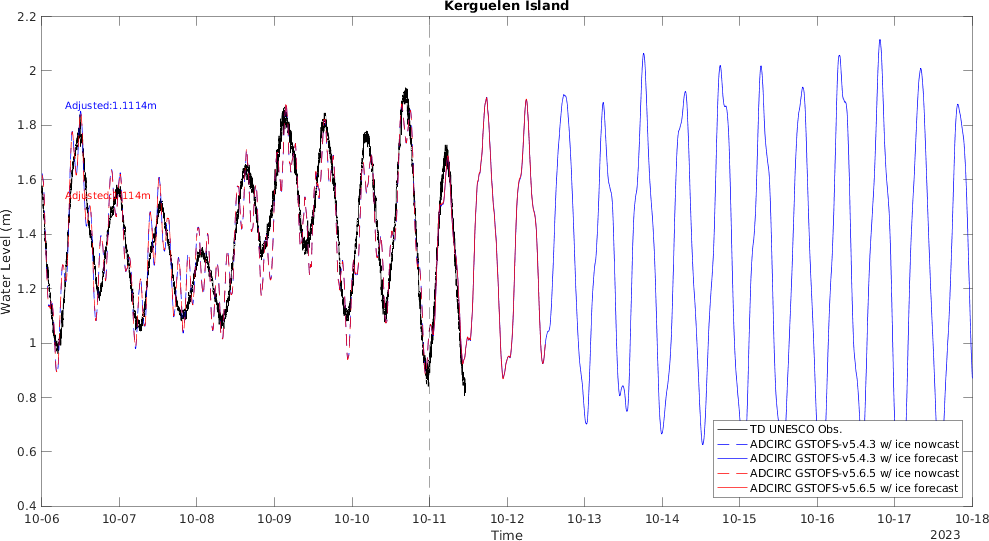 Kerguelen Island
2.2
2
1.8
1.6
1.4
1.2
1
0.8
0.6
0.4
Water Level (m)
Adjusted:1.1114m
TD UNESCO Obs.
ADCIRC GSTOFS-v5.4.3 w/ ice nowcast
ADCIRC GSTOFS-v5.4.3 w/ ice forecast
ADCIRC GSTOFS-v5.6.5 w/ ice nowcast
ADCIRC GSTOFS-v5.6.5 w/ ice forecast
10-06 10-07 10-08 10-09 10-10 10-11 10-12 10-13 10-14 10-15 10-16 10-17 10-18
Time
2023